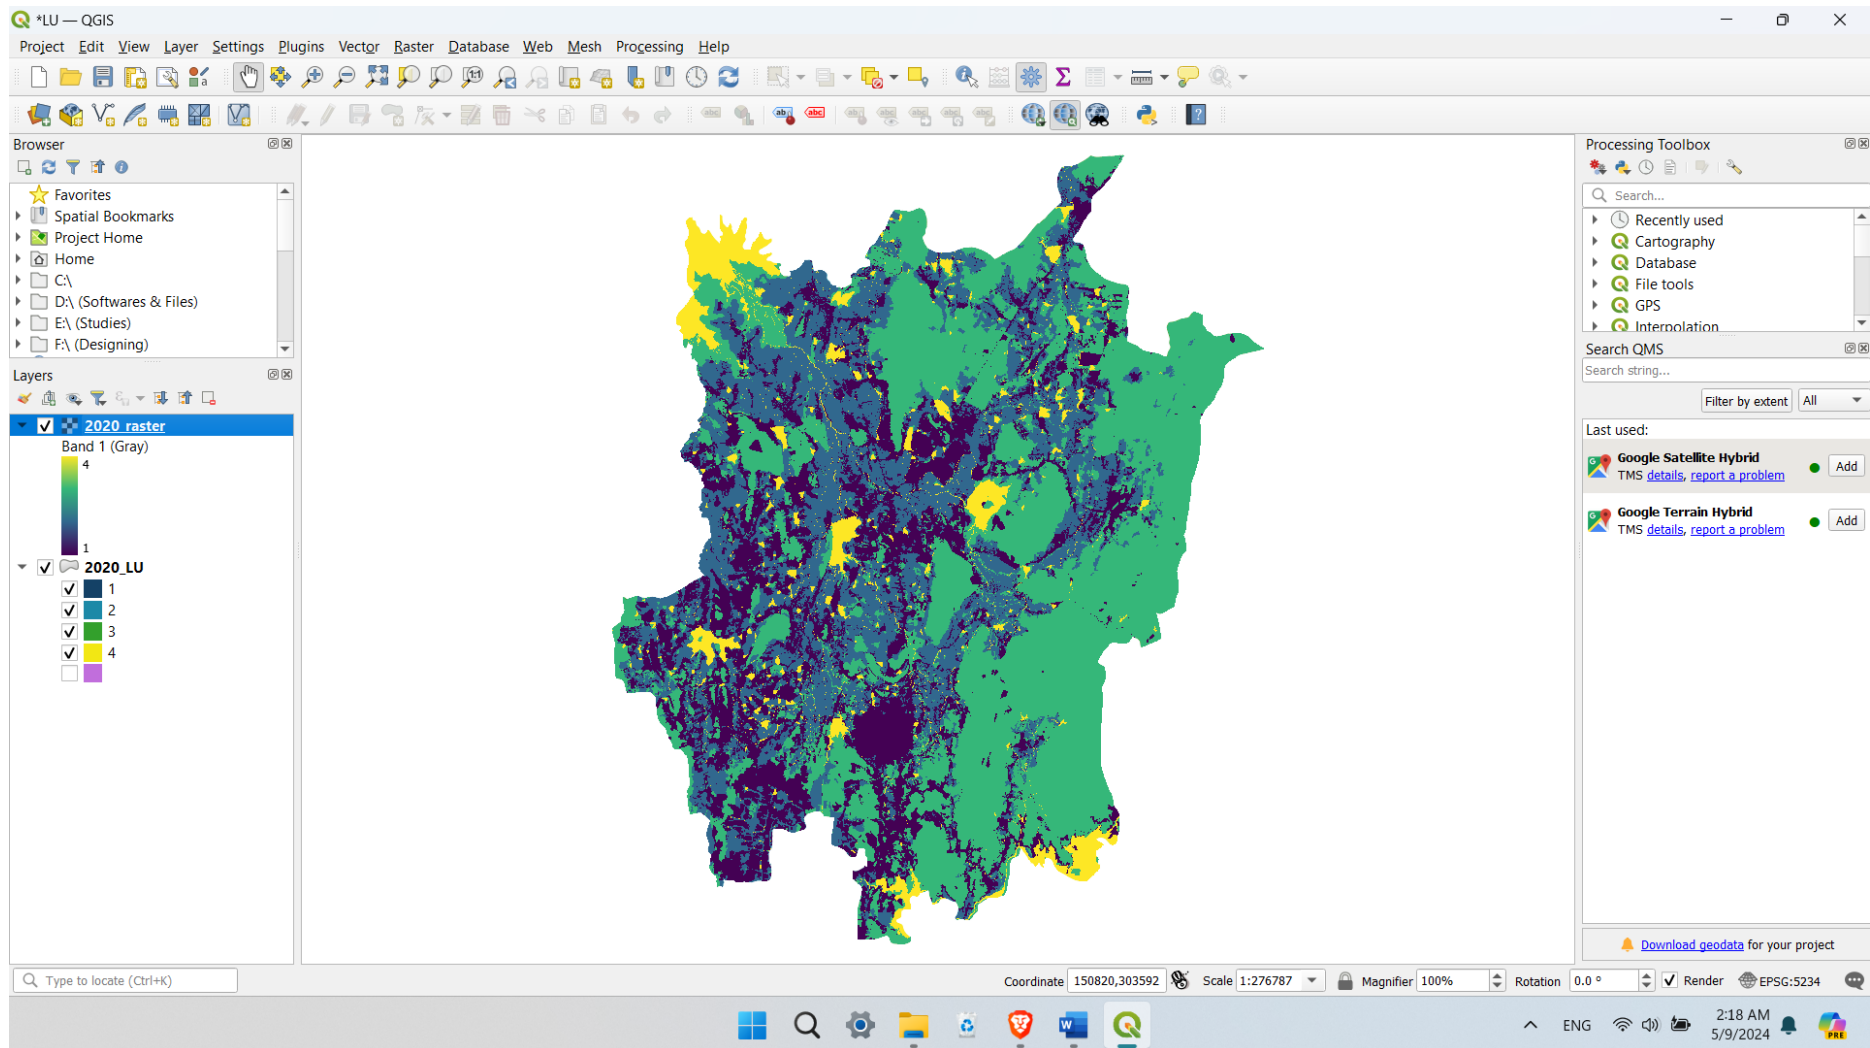 *LU — QGIS
Project Edit View Layer Settings Plugins Vector Raster Database Web Mesh Processing Help
Browser
Favorites
Spatial Bookmarks
Project Home
Home
C:\
D:\ (Softwares & Files)
E:\ (Studies)
F:\ (Designing)
Layers
2020_raster
Band 1 (Gray)
4
1
2020_LU
1
2
3
4
Processing Toolbox
Search...
Recently used
Cartography
Database
File tools
GPS
Interpolation
Search QMS
Search string...
Filter by extent All
Last used:
Google Satellite Hybrid
TMS details, report a problem
Add
Google Terrain Hybrid
TMS details, report a problem
Add
Download geodata for your project
Type to locate (Ctrl+K)
Coordinate 150820,303592 Scale 1:276787 Magnifier 100% Rotation 0.0 ° Render EPSG:5234
ENG
2:18 AM
5/9/2024
PRE